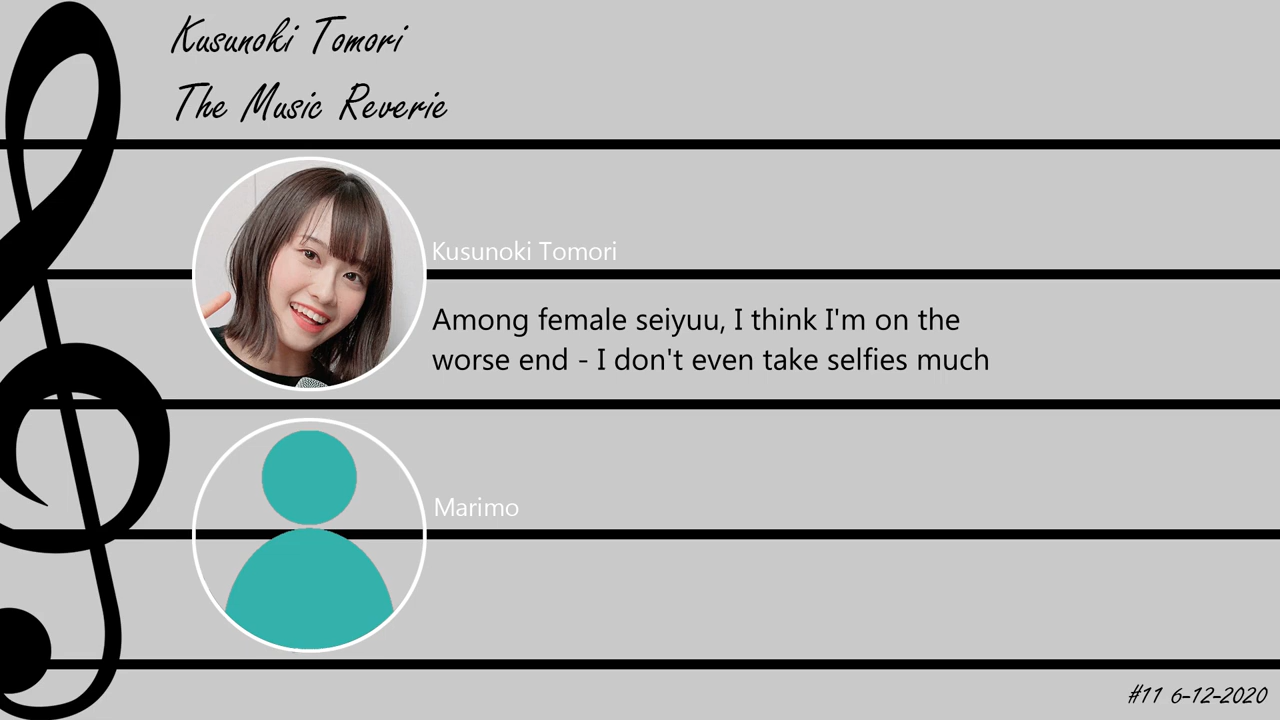 Kusunoki Tomori
The Music Reverie
Kusunoki Tomori
Among female seiyuu, I think I'm on the
worse end - I don't even take selfies much
Marimo
#11 6-12-2020